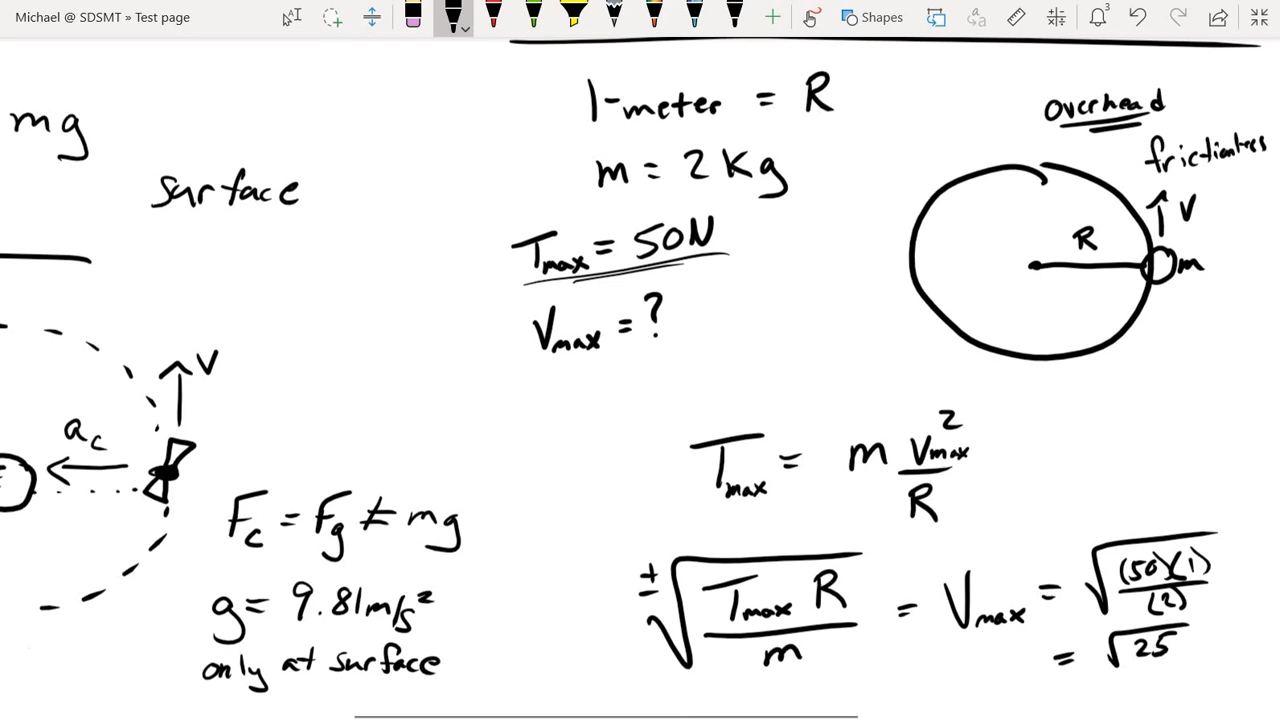 Michael @ SDSMT » Test page
Shapes
mg
surface
1-meter = R
m = 2 Kg
Tmax = 50N
Vmax = ?
overhead
frictionless
V
R
m
V
ac
Fc = Fg ≠ mg
g = 9.81m/s²
only at surface
Tmax = m Vmax² / R
±√(Tmax R / m) = Vmax = √((50)(1) / (2))
= √25